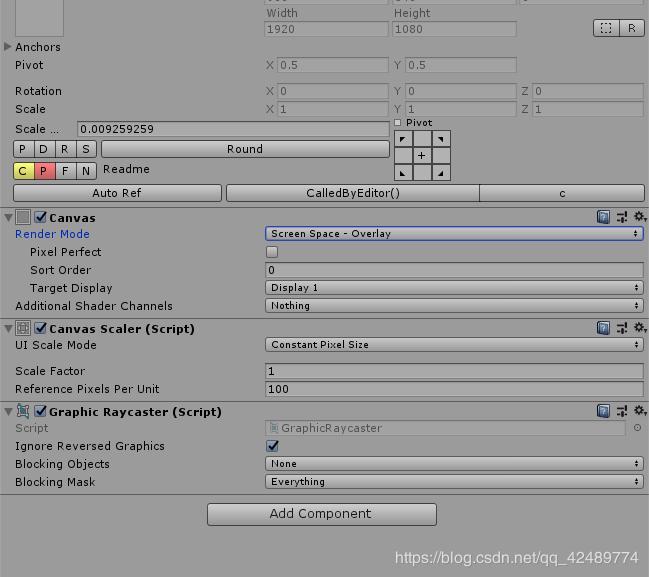 Width Height
1920 1080 R
Anchors
Pivot X 0.5 Y 0.5
Rotation X 0 Y 0 Z 0
Scale X 1 Y 1 Z 1
Scale ... 0.009259259 Pivot
P D R S Round
C P F N Readme
Auto Ref CalledByEditor() c
Canvas
Render Mode Screen Space - Overlay
Pixel Perfect
Sort Order 0
Target Display Display 1
Additional Shader Channels Nothing
Canvas Scaler (Script)
UI Scale Mode Constant Pixel Size
Scale Factor 1
Reference Pixels Per Unit 100
Graphic Raycaster (Script)
Script GraphicRaycaster
Ignore Reversed Graphics
Blocking Objects None
Blocking Mask Everything
Add Component
https://blog.csdn.net/qq_42489774